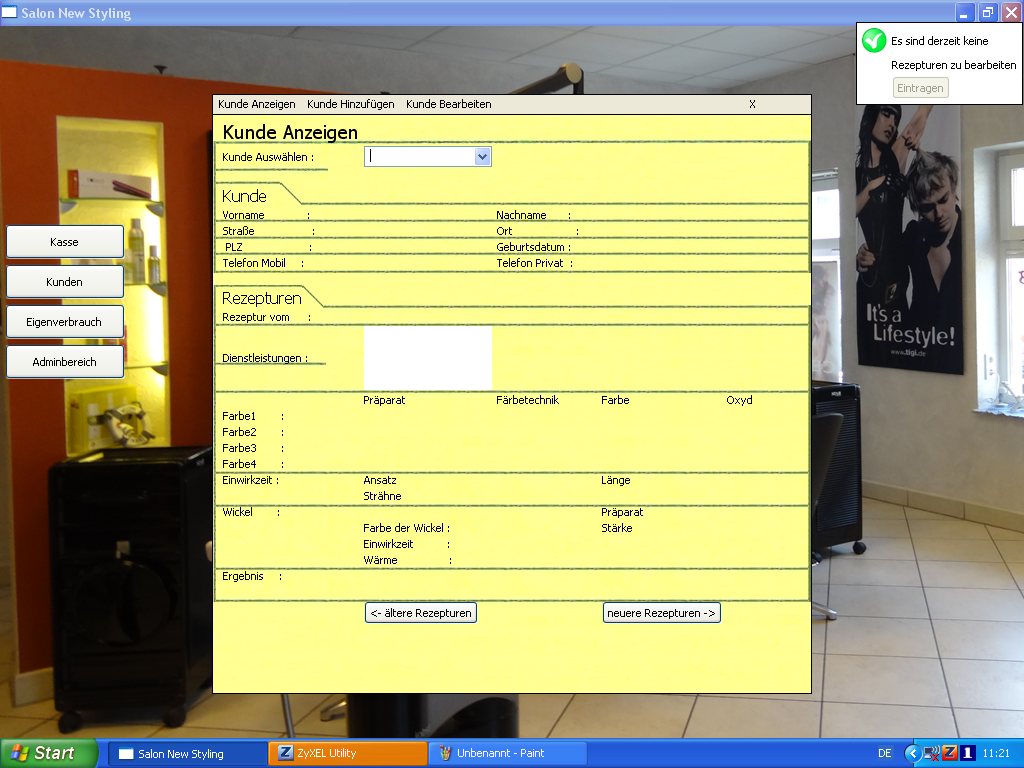 Salon New Styling
Es sind derzeit keine
Rezepturen zu bearbeiten
Eintragen
Kunde Anzeigen Kunde Hinzufügen Kunde Bearbeiten X
Kunde Anzeigen
Kunde Auswählen :
Kunde
Vorname : Nachname :
Straße : Ort :
PLZ : Geburtsdatum :
Telefon Mobil : Telefon Privat :
Rezepturen
Rezeptur vom :
Dienstleistungen :
Präparat Färbetechnik Farbe Oxyd
Farbe1 :
Farbe2 :
Farbe3 :
Farbe4 :
Einwirkzeit : Ansatz Länge
Strähne
Wickel : Präparat
Farbe der Wickel : Stärke
Einwirkzeit :
Wärme :
Ergebnis :
<- ältere Rezepturen neuere Rezepturen ->
Kasse
Kunden
Eigenverbrauch
Adminbereich
It's a
Lifestyle!
www.tigi.de
Start Salon New Styling Z ZyXEL Utility Unbenannt - Paint DE Z 1 11:21